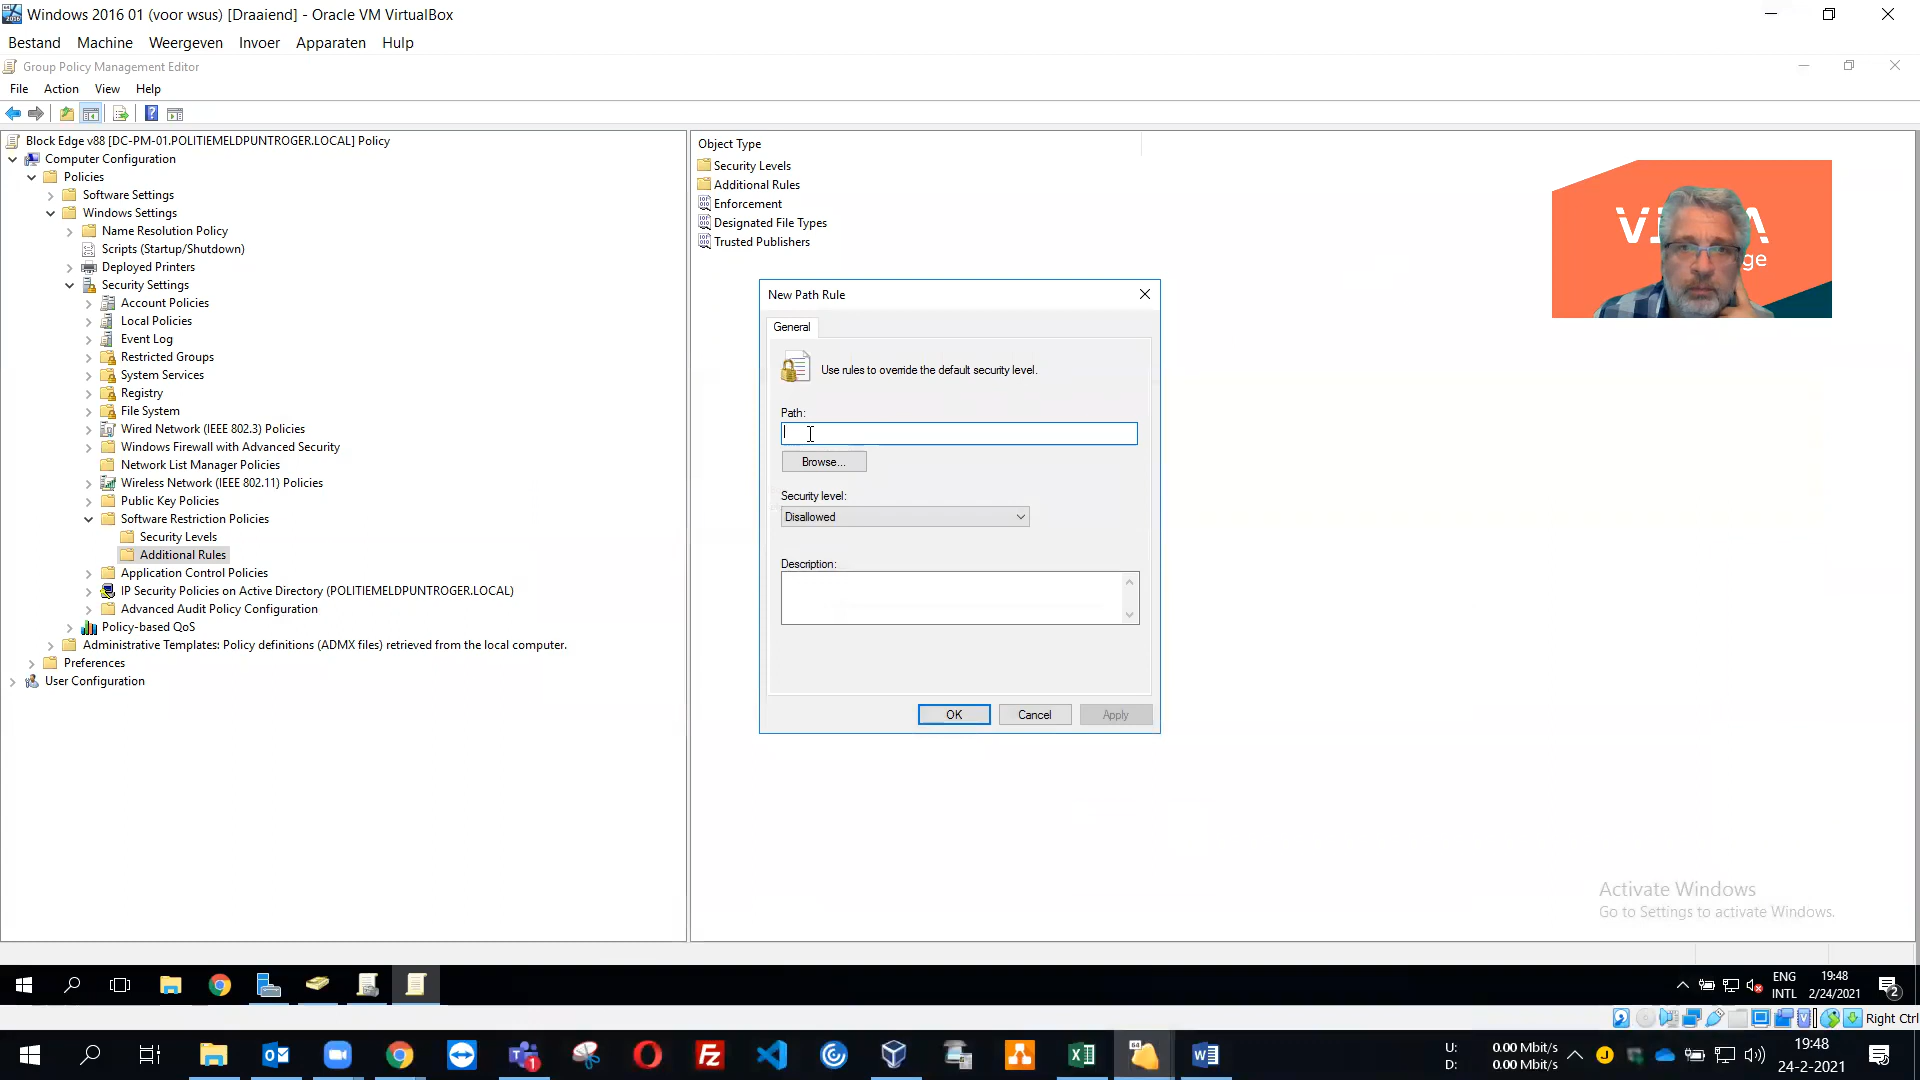 Windows 2016 01 (voor wsus) [Draaiend] - Oracle VM VirtualBox
Bestand Machine Weergeven Invoer Apparaten Hulp
Group Policy Management Editor
File Action View Help
Block Edge v88 [DC-PM-01.POLITIEMELDPUNTROGER.LOCAL] Policy
Computer Configuration
Policies
Software Settings
Windows Settings
Name Resolution Policy
Scripts (Startup/Shutdown)
Deployed Printers
Security Settings
Account Policies
Local Policies
Event Log
Restricted Groups
System Services
Registry
File System
Wired Network (IEEE 802.3) Policies
Windows Firewall with Advanced Security
Network List Manager Policies
Wireless Network (IEEE 802.11) Policies
Public Key Policies
Software Restriction Policies
Security Levels
Additional Rules
Application Control Policies
IP Security Policies on Active Directory (POLITIEMELDPUNTROGER.LOCAL)
Advanced Audit Policy Configuration
Policy-based QoS
Administrative Templates: Policy definitions (ADMX files) retrieved from the local computer.
Preferences
User Configuration
Object Type
Security Levels
Additional Rules
Enforcement
Designated File Types
Trusted Publishers
New Path Rule
General
Use rules to override the default security level.
Path:
Browse...
Security level:
Disallowed
Description:
OK Cancel Apply
Activate Windows
Go to Settings to activate Windows.
ENG
INTL
19:48
2/24/2021
2
Right Ctrl
U: 0.00 Mbit/s
D: 0.00 Mbit/s
19:48
24-2-2021